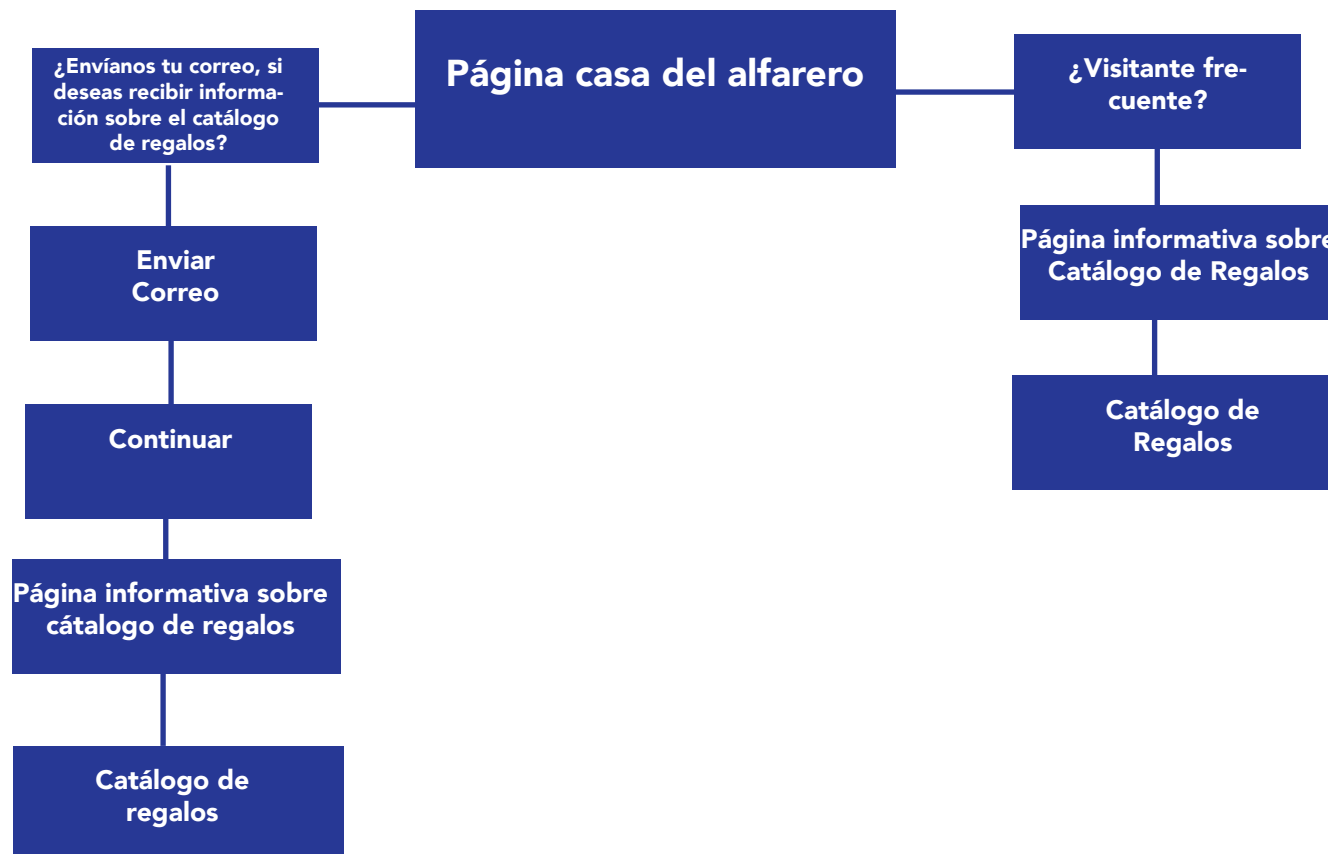 Página casa del alfarero
¿Envíanos tu correo, si
deseas recibir informa-
ción sobre el catálogo
de regalos?
Enviar
Correo
Continuar
Página informativa sobre
cátalogo de regalos
Catálogo de
regalos
¿Visitante fre-
cuente?
Página informativa sobre
Catálogo de Regalos
Catálogo de
Regalos